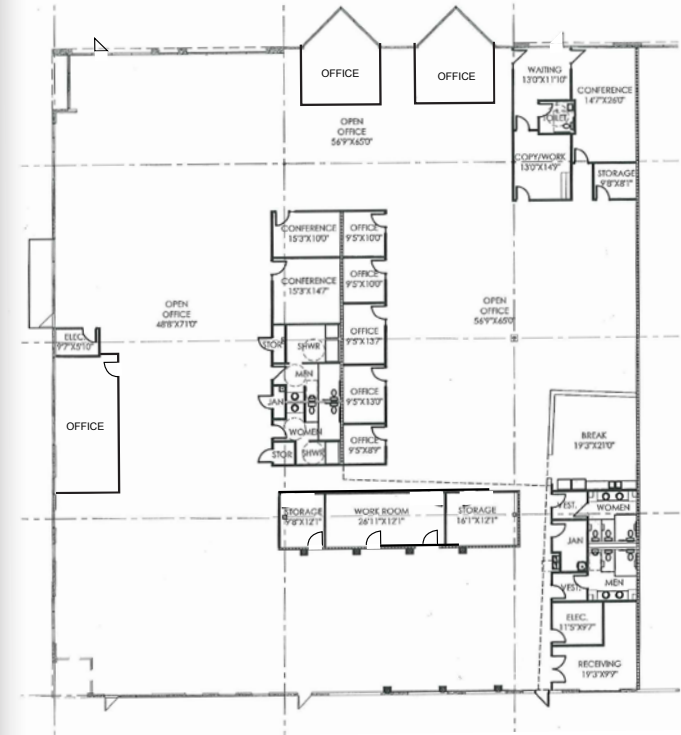 OFFICE
OFFICE
WAITING
13'0"X11'10"
CONFERENCE
14'7"X26'0"
TOILET
OPEN
OFFICE
56'9"X65'0"
COPY/WORK
13'0"X14'9"
STORAGE
9'8"X8'1"
CONFERENCE
15'3"X10'0"
OFFICE
9'5"X10'0"
CONFERENCE
15'3"X14'7"
OFFICE
9'5"X10'0"
OPEN
OFFICE
48'8"X71'0"
OPEN
OFFICE
56'9"X65'0"
OFFICE
9'5"X13'7"
ELEC.
9'7"X5'10"
STOR
SHWR
MEN
OFFICE
9'5"X13'0"
JAN
OFFICE
WOMEN
OFFICE
9'5"X8'9"
STOR
SHWR
BREAK
19'3"X21'0"
STORAGE
9'8"X12'1"
WORK ROOM
26'11"X12'1"
STORAGE
16'1"X12'1"
VEST.
WOMEN
JAN
VEST.
MEN
ELEC.
11'5"X9'7"
RECEIVING
19'3"X9'9"